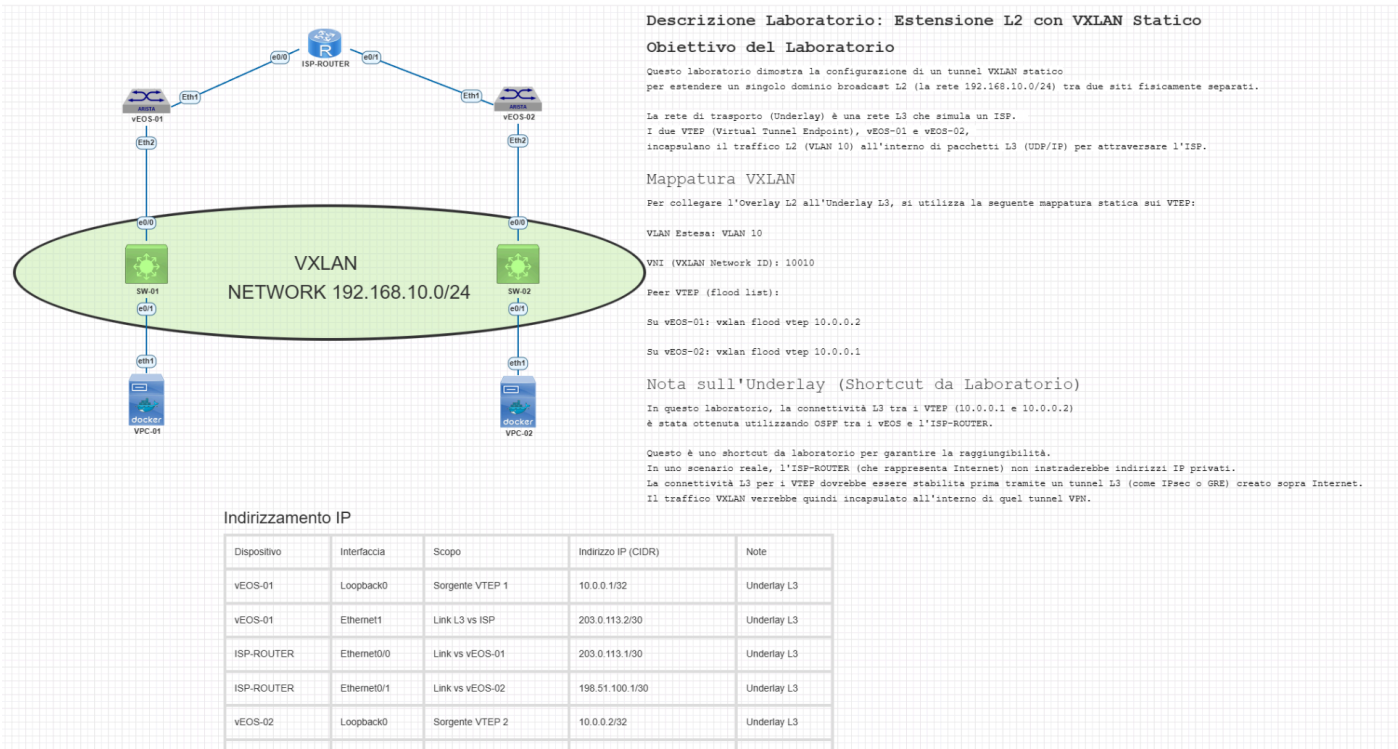 Descrizione Laboratorio: Estensione L2 con VXLAN Statico
Obiettivo del Laboratorio
Questo laboratorio dimostra la configurazione di un tunnel VXLAN statico
per estendere un singolo dominio broadcast L2 (la rete 192.168.10.0/24) tra due siti fisicamente separati.
La rete di trasporto (Underlay) è una rete L3 che simula un ISP.
I due VTEP (Virtual Tunnel Endpoint), vEOS-01 e vEOS-02,
incapsulano il traffico L2 (VLAN 10) all'interno di pacchetti L3 (UDP/IP) per attraversare l'ISP.
Mappatura VXLAN
Per collegare l'Overlay L2 all'Underlay L3, si utilizza la seguente mappatura statica sui VTEP:
VLAN Estesa: VLAN 10
VNI (VXLAN Network ID): 10010
Peer VTEP (flood list):
Su vEOS-01: vxlan flood vtep 10.0.0.2
Su vEOS-02: vxlan flood vtep 10.0.0.1
Nota sull'Underlay (Shortcut da Laboratorio)
In questo laboratorio, la connettività L3 tra i VTEP (10.0.0.1 e 10.0.0.2)
è stata ottenuta utilizzando OSPF tra i vEOS e l'ISP-ROUTER.
Questo è uno shortcut da laboratorio per garantire la raggiungibilità.
In uno scenario reale, l'ISP-ROUTER (che rappresenta Internet) non instraderebbe indirizzi IP privati.
La connettività L3 per i VTEP dovrebbe essere stabilita prima tramite un tunnel L3 (come IPsec o GRE) creato sopra Internet.
Il traffico VXLAN verrebbe quindi incapsulato all'interno di quel tunnel VPN.
R
e0/0
e0/1
ISP-ROUTER
Eth1
Eth1
ARISTA
ARISTA
vEOS-01
vEOS-02
Eth2
Eth2
e0/0
e0/0
VXLAN
NETWORK 192.168.10.0/24
SW-01
SW-02
e0/1
e0/1
eth1
eth1
docker
docker
VPC-01
VPC-02
Indirizzamento IP
Dispositivo Interfaccia Scopo Indirizzo IP (CIDR) Note
vEOS-01 Loopback0 Sorgente VTEP 1 10.0.0.1/32 Underlay L3
vEOS-01 Ethernet1 Link L3 vs ISP 203.0.113.2/30 Underlay L3
ISP-ROUTER Ethernet0/0 Link vs vEOS-01 203.0.113.1/30 Underlay L3
ISP-ROUTER Ethernet0/1 Link vs vEOS-02 198.51.100.1/30 Underlay L3
vEOS-02 Loopback0 Sorgente VTEP 2 10.0.0.2/32 Underlay L3